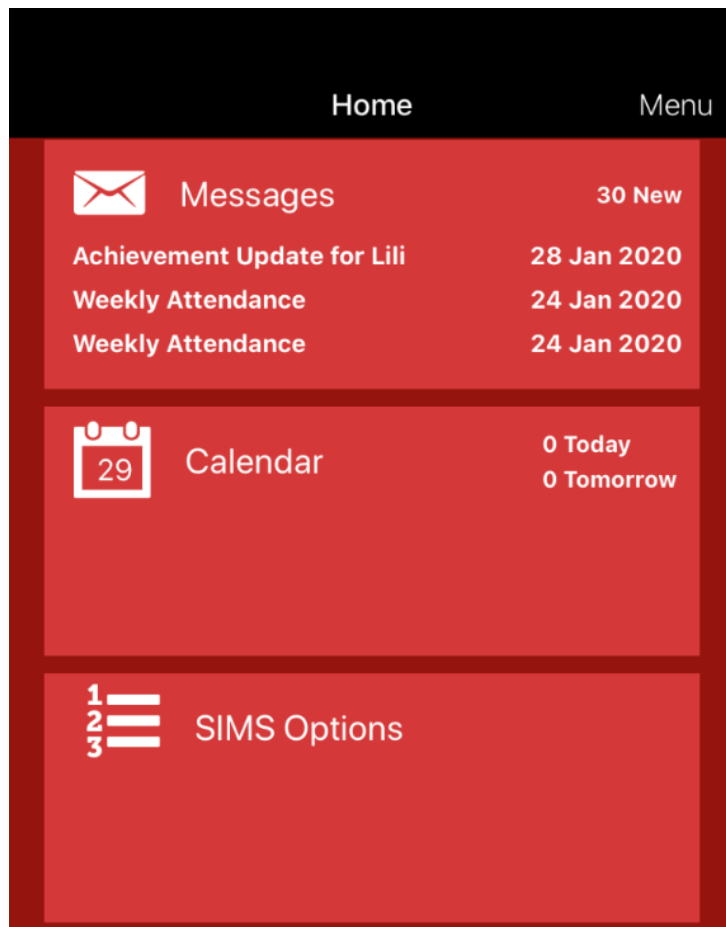 Home Menu
Messages 30 New
Achievement Update for Lili 28 Jan 2020
Weekly Attendance 24 Jan 2020
Weekly Attendance 24 Jan 2020
29 Calendar 0 Today
0 Tomorrow
1
2
3
SIMS Options